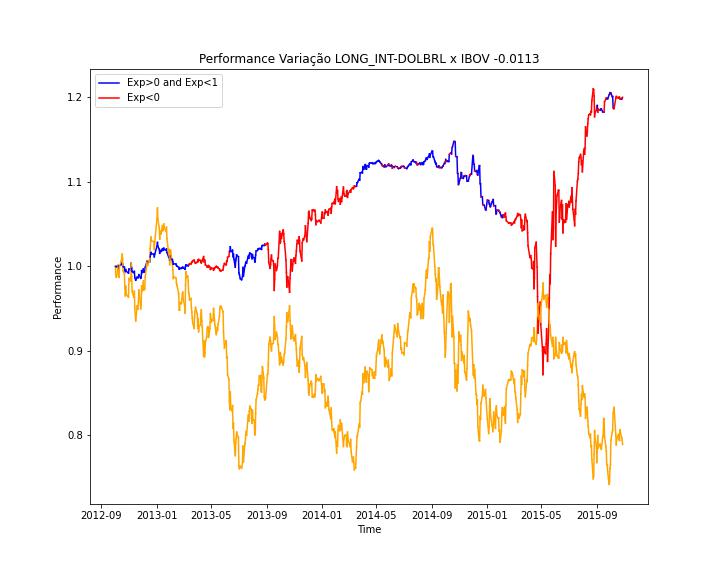 Performance Variação LONG_INT-DOLBRL x IBOV -0.0113
Exp>0 and Exp<1
Exp<0
1.2
1.1
1.0
0.9
0.8
Performance
2012-09 2013-01 2013-05 2013-09 2014-01 2014-05 2014-09 2015-01 2015-05 2015-09
Time